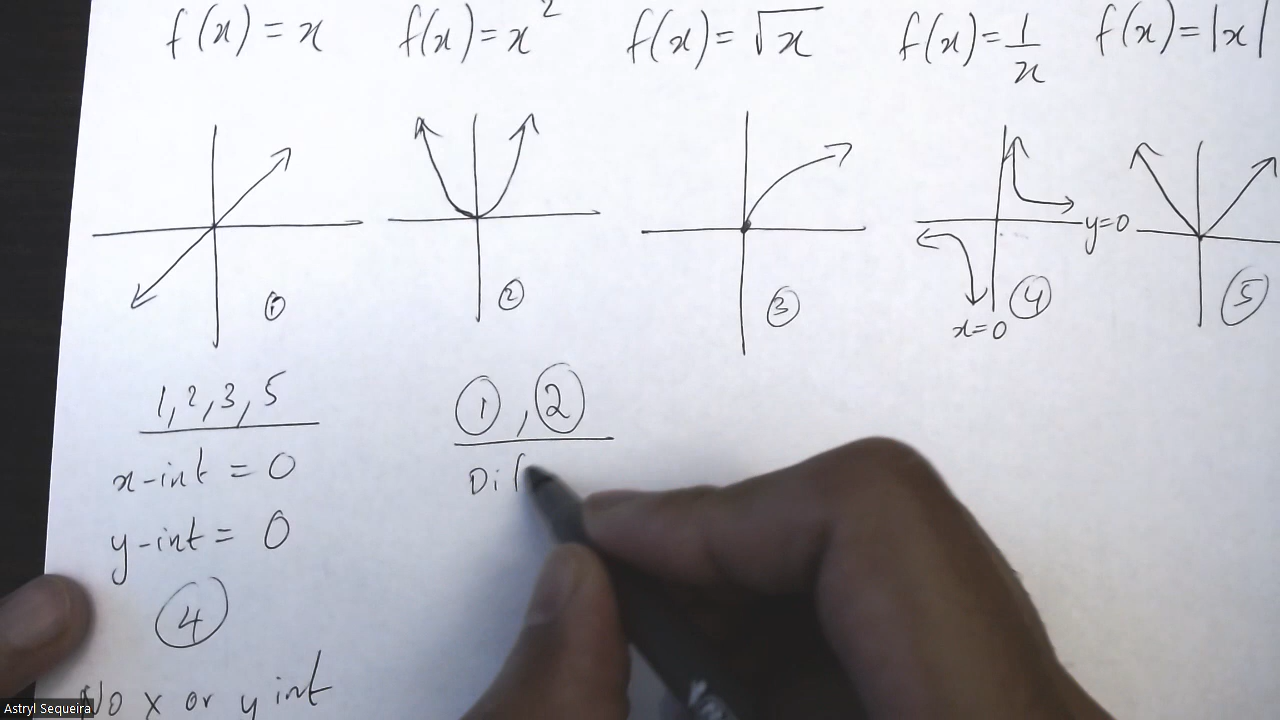 f(x) = x f(x) = x² f(x) = √x f(x) = 1/x f(x) = |x|
y=0
① ② ③ ④ ⑤
x=0
1, 2, 3, 5
x-int = 0
y-int = 0
④
No x or y int
①, ②
Dif
Astryl Sequeira